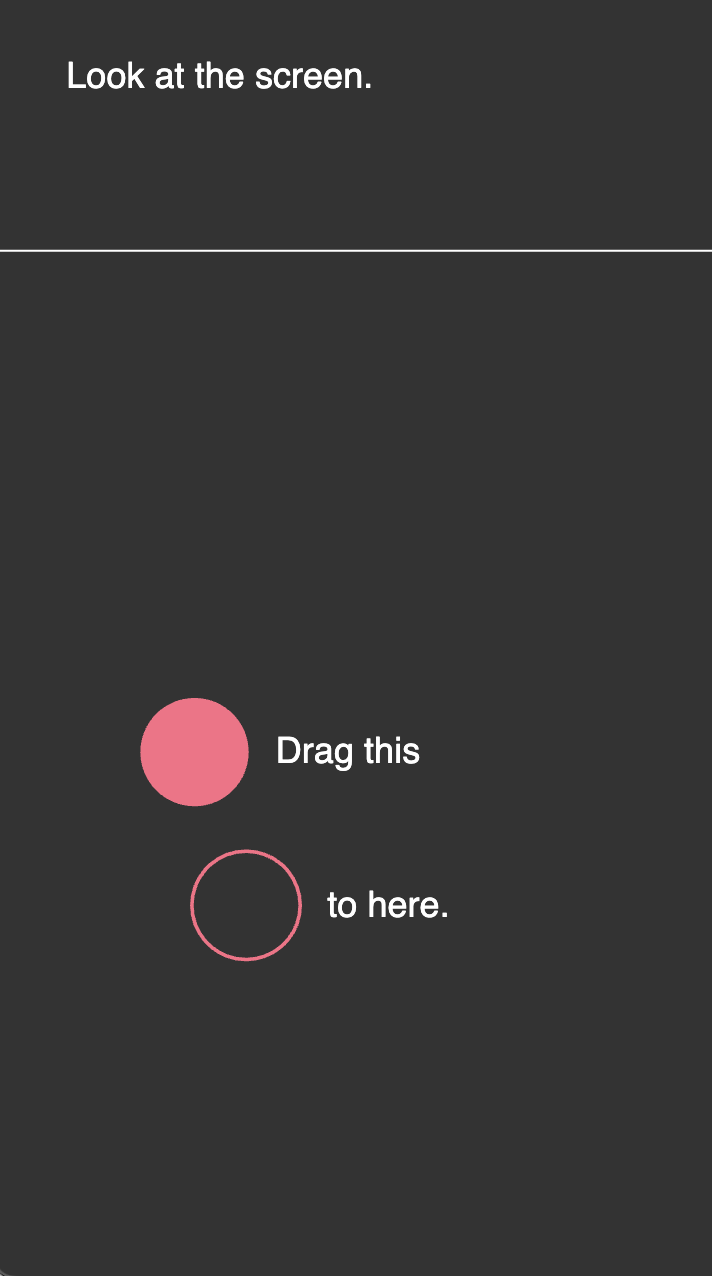 Look at the screen.
Drag this
to here.